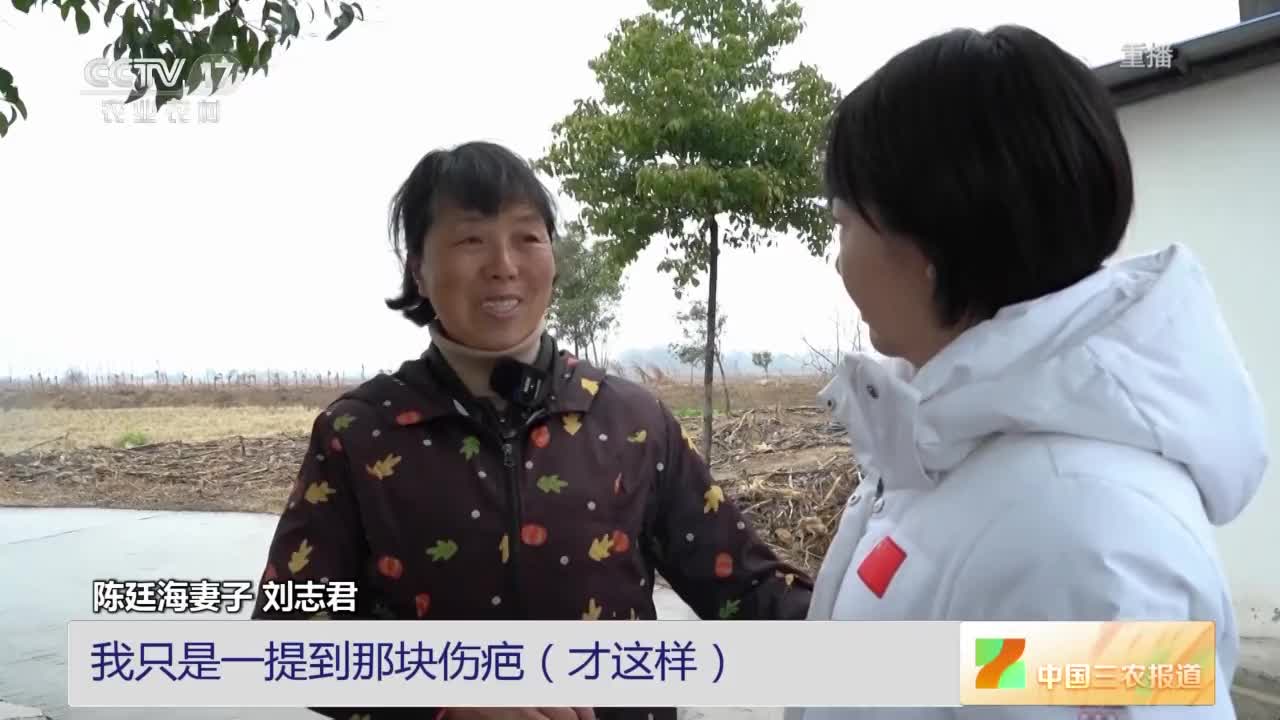 CCTV 17
农业农村
重播
陈廷海妻子 刘志君
我只是一提到那块伤疤（才这样）
中国三农报道